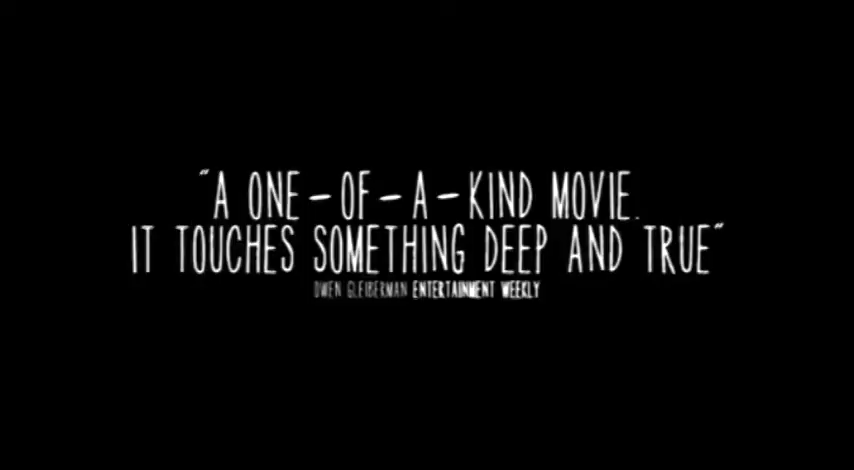 "A ONE-OF-A-KIND MOVIE.
IT TOUCHES SOMETHING DEEP AND TRUE"
OWEN GLEIBERMAN ENTERTAINMENT WEEKLY